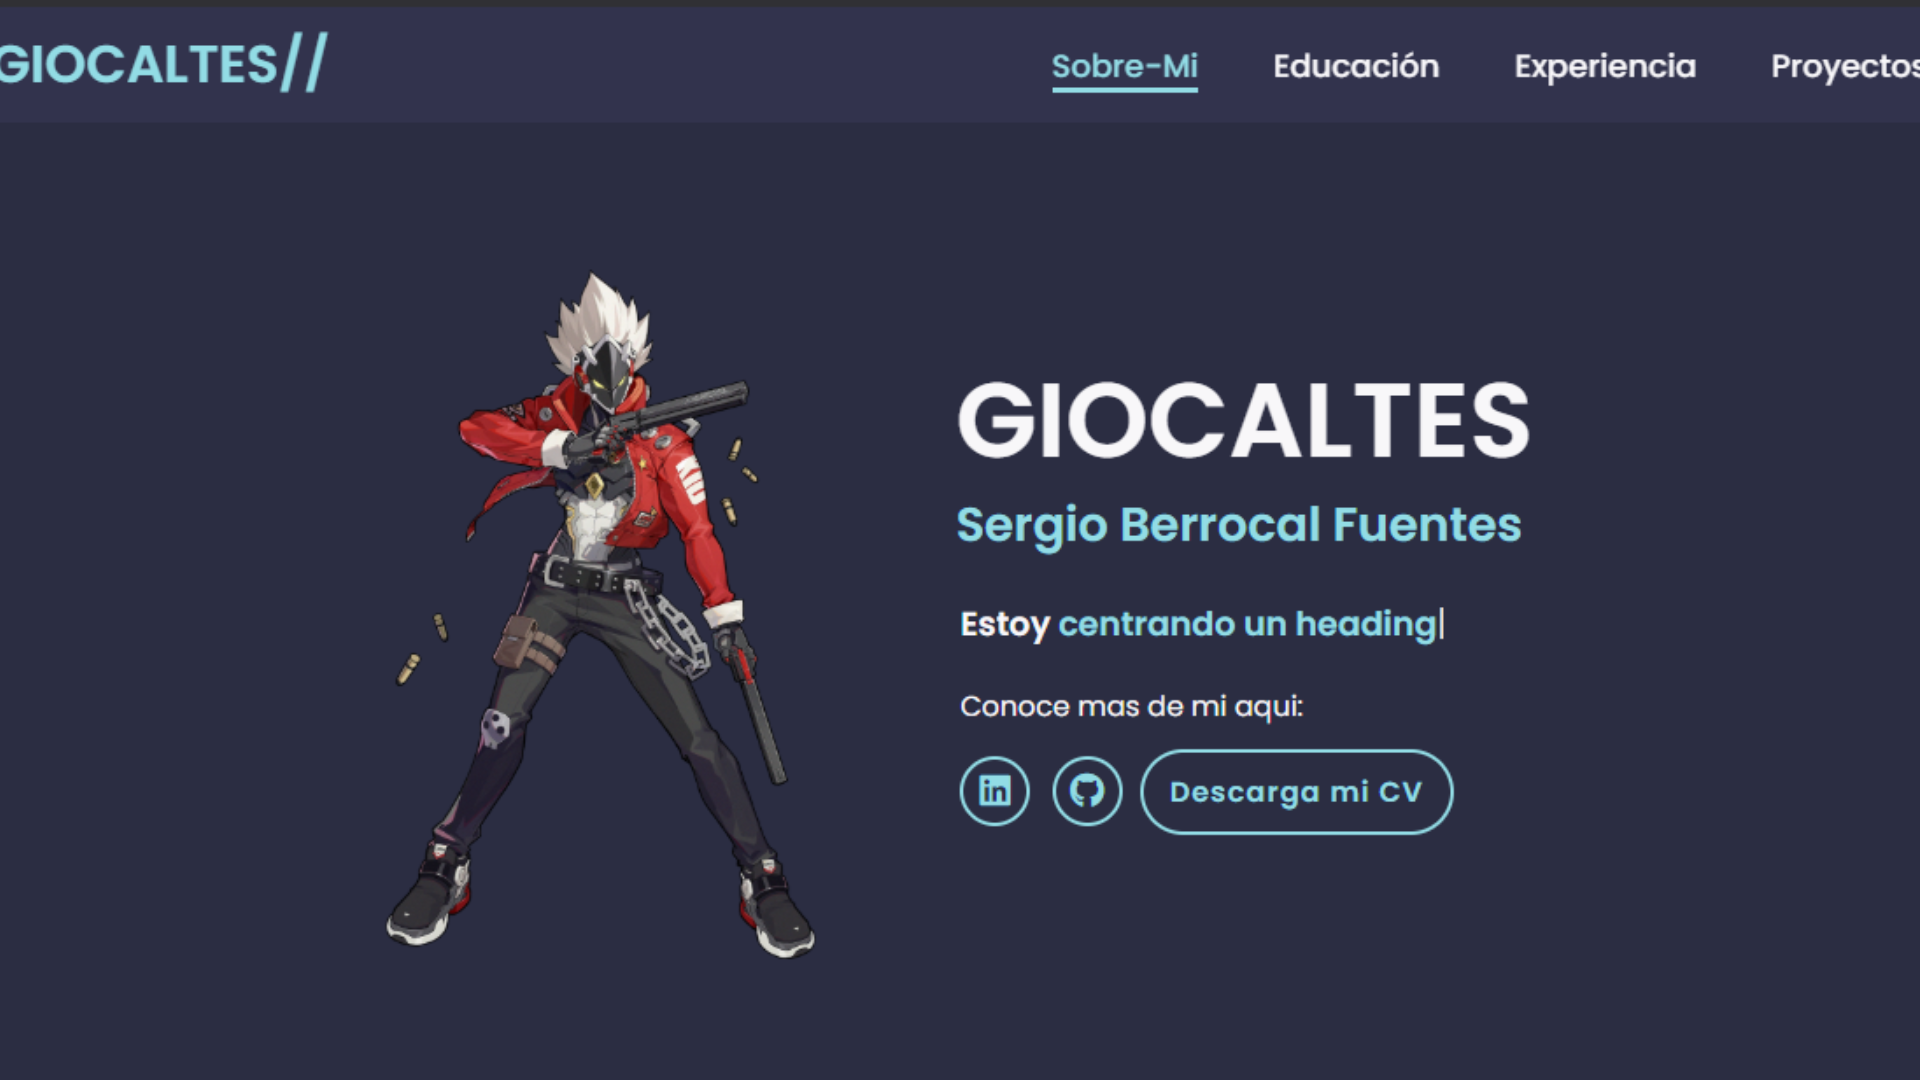 GIOCALTES//
Sobre-Mi Educación Experiencia Proyectos
GIOCALTES
Sergio Berrocal Fuentes
Estoy centrando un heading|
Conoce mas de mi aqui:
in
Descarga mi CV